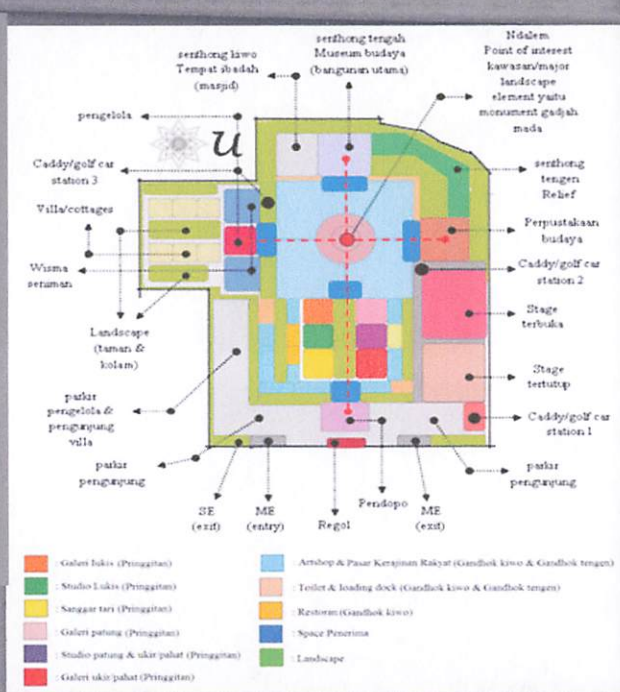 Ndalem
Point of interest
kawasan/major
landscape
element yaitu
monument gadjah
mada
senthong tengah
Museum budaya
(bangunan utama)
senthong kiwo
Tempat ibadah
(masjid)
pengelola
U
Caddy/golf car
station 3
senthong
tengen
Relief
Villa/cottages
Perpustakaan
budaya
Wisma
seniman
Caddy/golf car
station 2
Landscape
(taman &
kolam)
Stage
terbuka
Stage
tertutup
parkir
pengelola &
pengunjung
villa
Caddy/golf car
station 1
parkir
pengunjung
parkir
pengunjung
SE
(exit)
ME
(entry)
Regol
Pendopo
ME
(exit)
: Galeri lukis (Pringgitan)
: Studio Lukis (Pringgitan)
: Sanggar tari (Pringgitan)
: Galeri patung (Pringgitan)
: Studio patung & ukir/pahat (Pringgitan)
: Galeri ukir/pahat (Pringgitan)
: Artshop & Pasar Kerajinan Rakyat (Gandhok kiwo & Gandhok tengen)
: Toilet & loading dock (Gandhok kiwo & Gandhok tengen)
: Restoran (Gandhok kiwo)
: Space Penerima
: Landscape